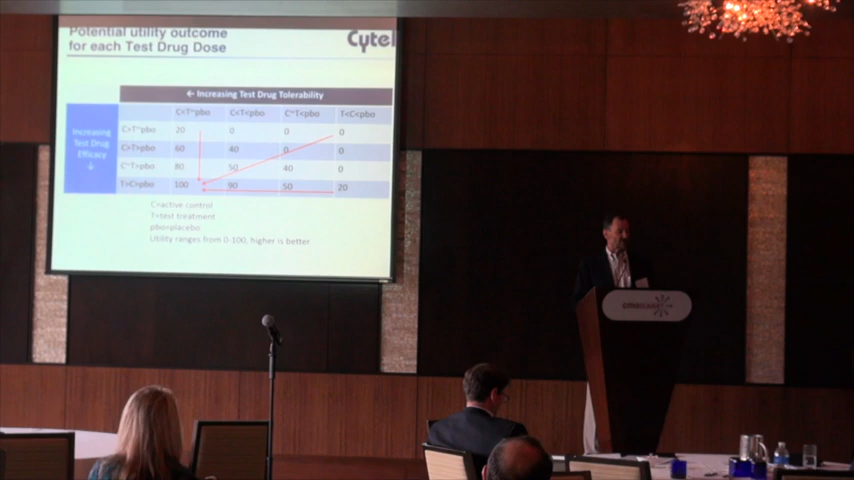 Potential utility outcome
for each Test Drug Dose
Cytel
← Increasing Test Drug Tolerability
C<T~pbo C<T<pbo C~T<pbo T<C<pbo
Increasing
Test Drug
Efficacy
↓
C>T~pbo 20 0 0 0
C>T>pbo 60 40 0 0
C~T>pbo 80 50 40 0
T>C>pbo 100 90 50 20
C=active control
T=test treatment
pbo=placebo
Utility ranges from 0-100, higher is better